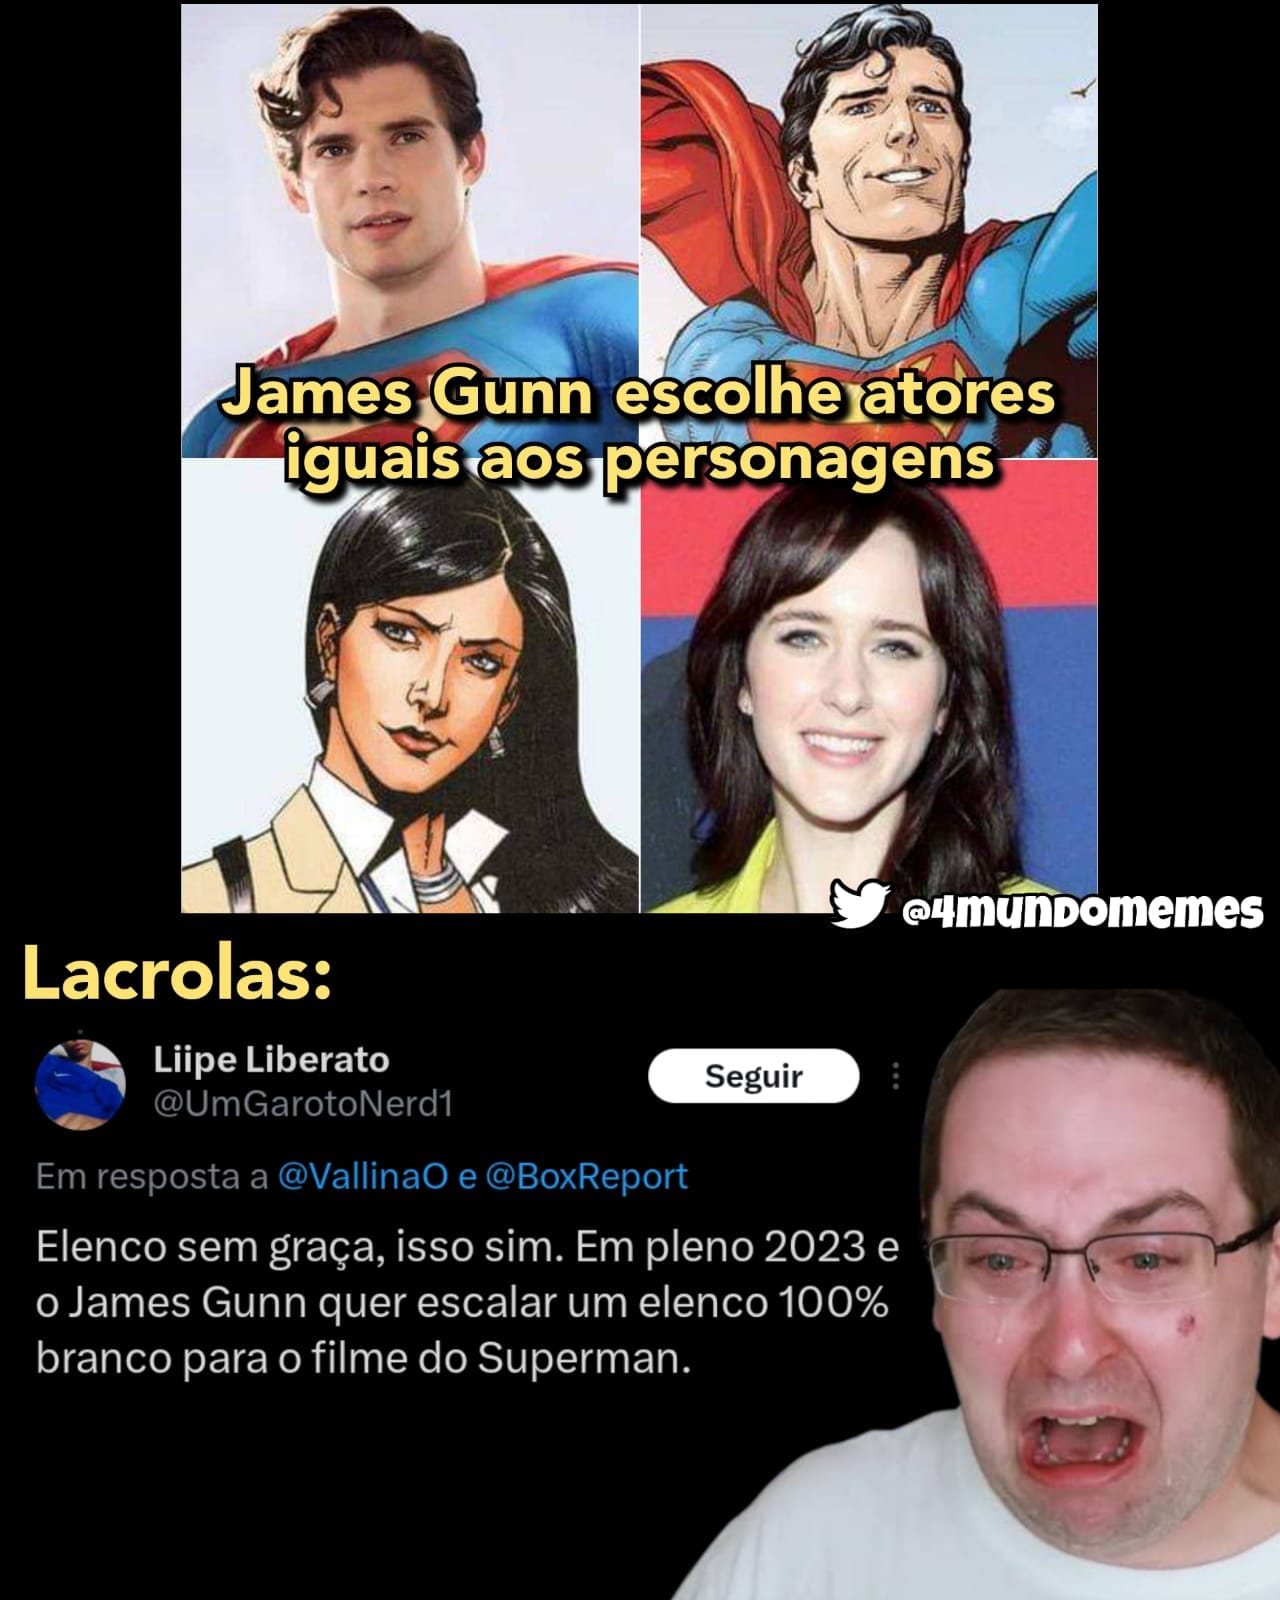 James Gunn escolhe atores
iguais aos personagens
@4mundomemes
Lacrolas:
Liipe Liberato
@UmGarotoNerd1
Seguir
Em resposta a @VallinaO e @BoxReport
Elenco sem graça, isso sim. Em pleno 2023 e
o James Gunn quer escalar um elenco 100%
branco para o filme do Superman.